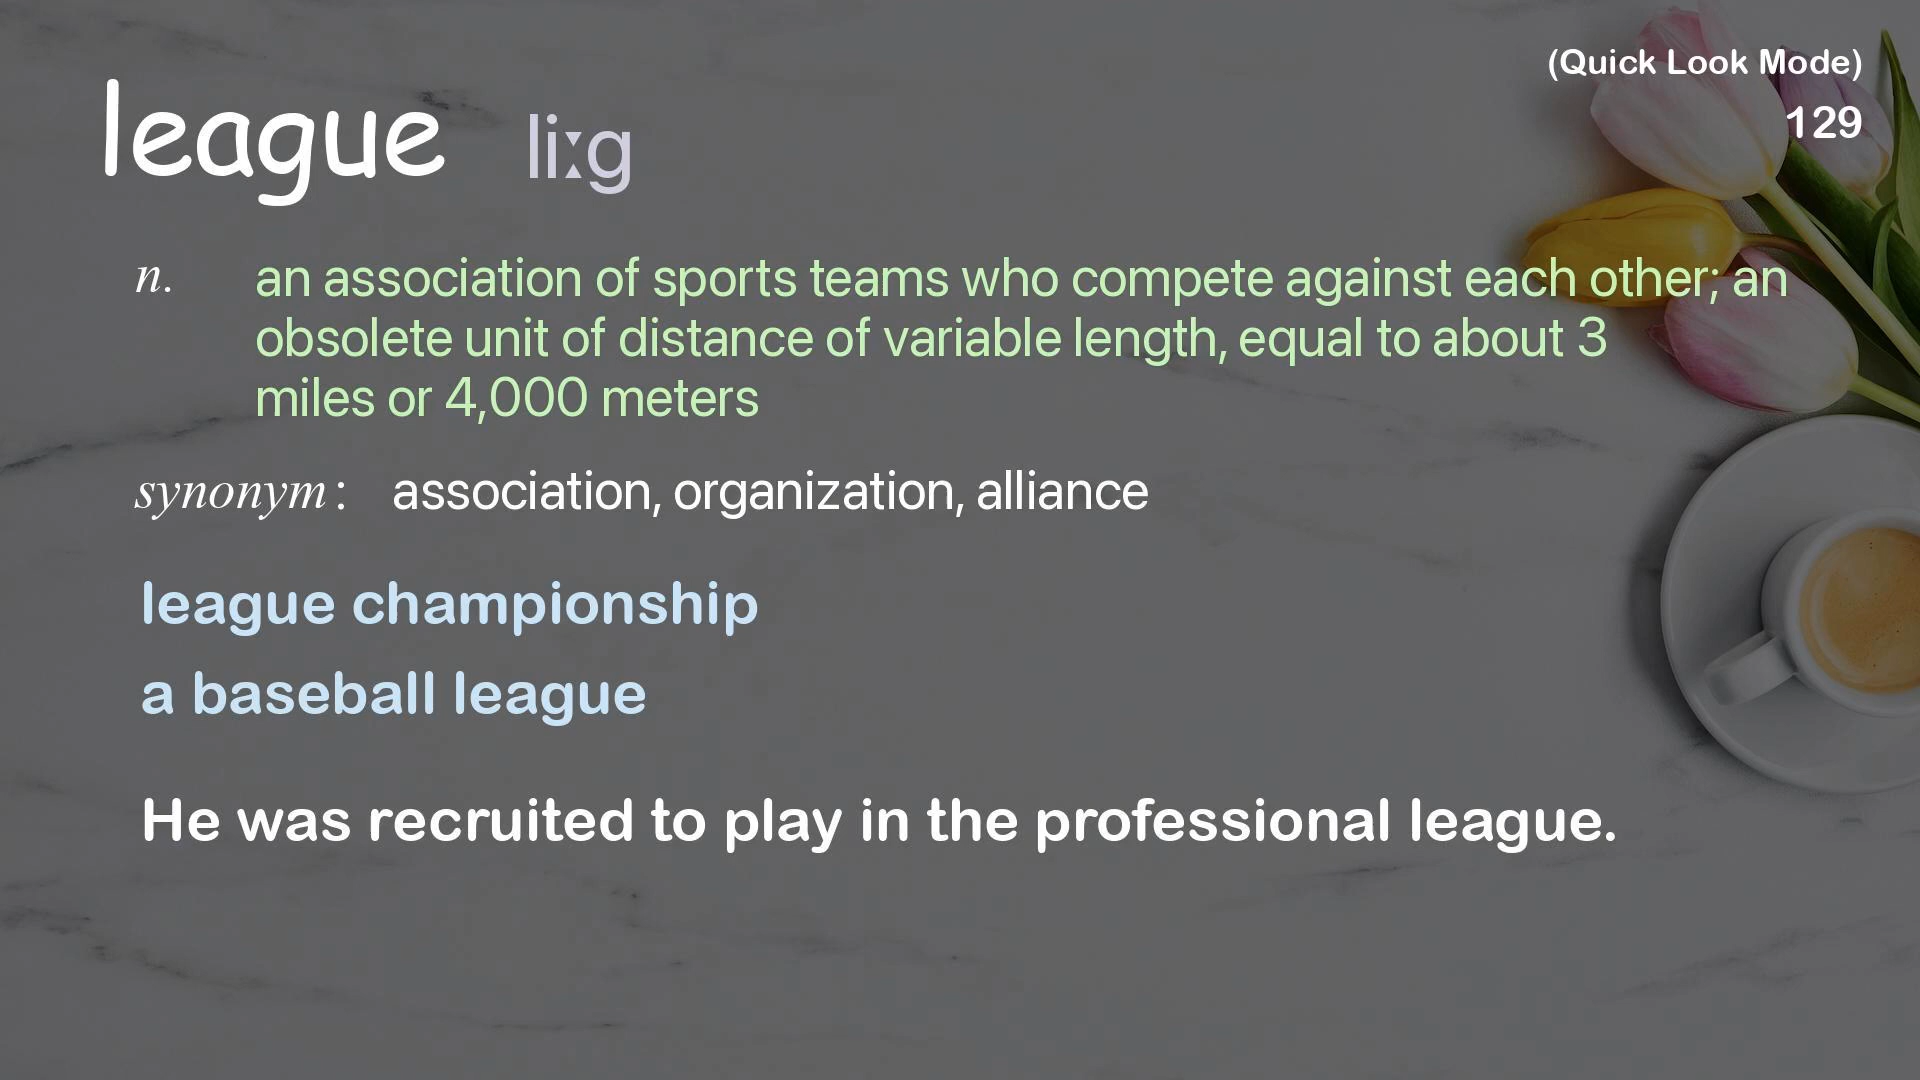 (Quick Look Mode)
129
league liːg
n. an association of sports teams who compete against each other; an
obsolete unit of distance of variable length, equal to about 3
miles or 4,000 meters
synonym: association, organization, alliance
league championship
a baseball league
He was recruited to play in the professional league.